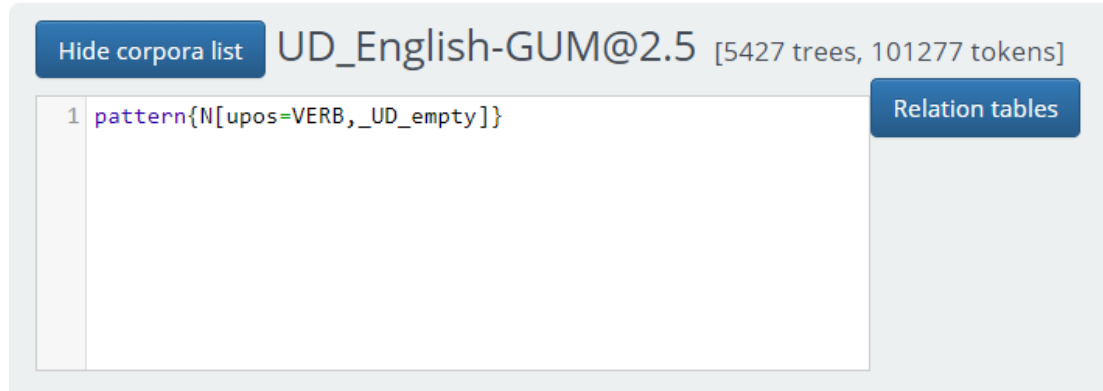 Hide corpora list UD_English-GUM@2.5 [5427 trees, 101277 tokens]
Relation tables
1 pattern{N[upos=VERB,_UD_empty]}